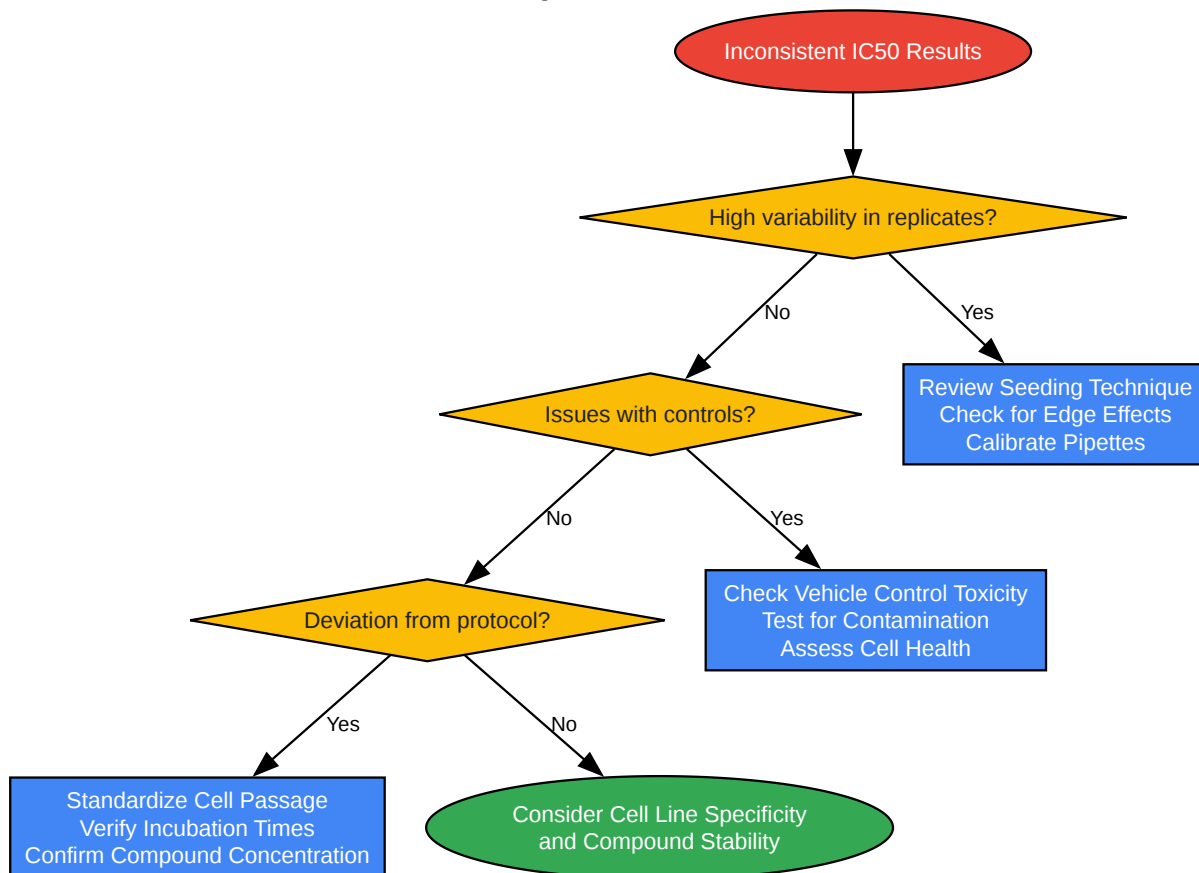 Inconsistent IC50 Results
High variability in replicates?
No
Yes
Review Seeding Technique
Check for Edge Effects
Calibrate Pipettes
Issues with controls?
No
Yes
Check Vehicle Control Toxicity
Test for Contamination
Assess Cell Health
Deviation from protocol?
Yes
No
Standardize Cell Passage
Verify Incubation Times
Confirm Compound Concentration
Consider Cell Line Specificity
and Compound Stability